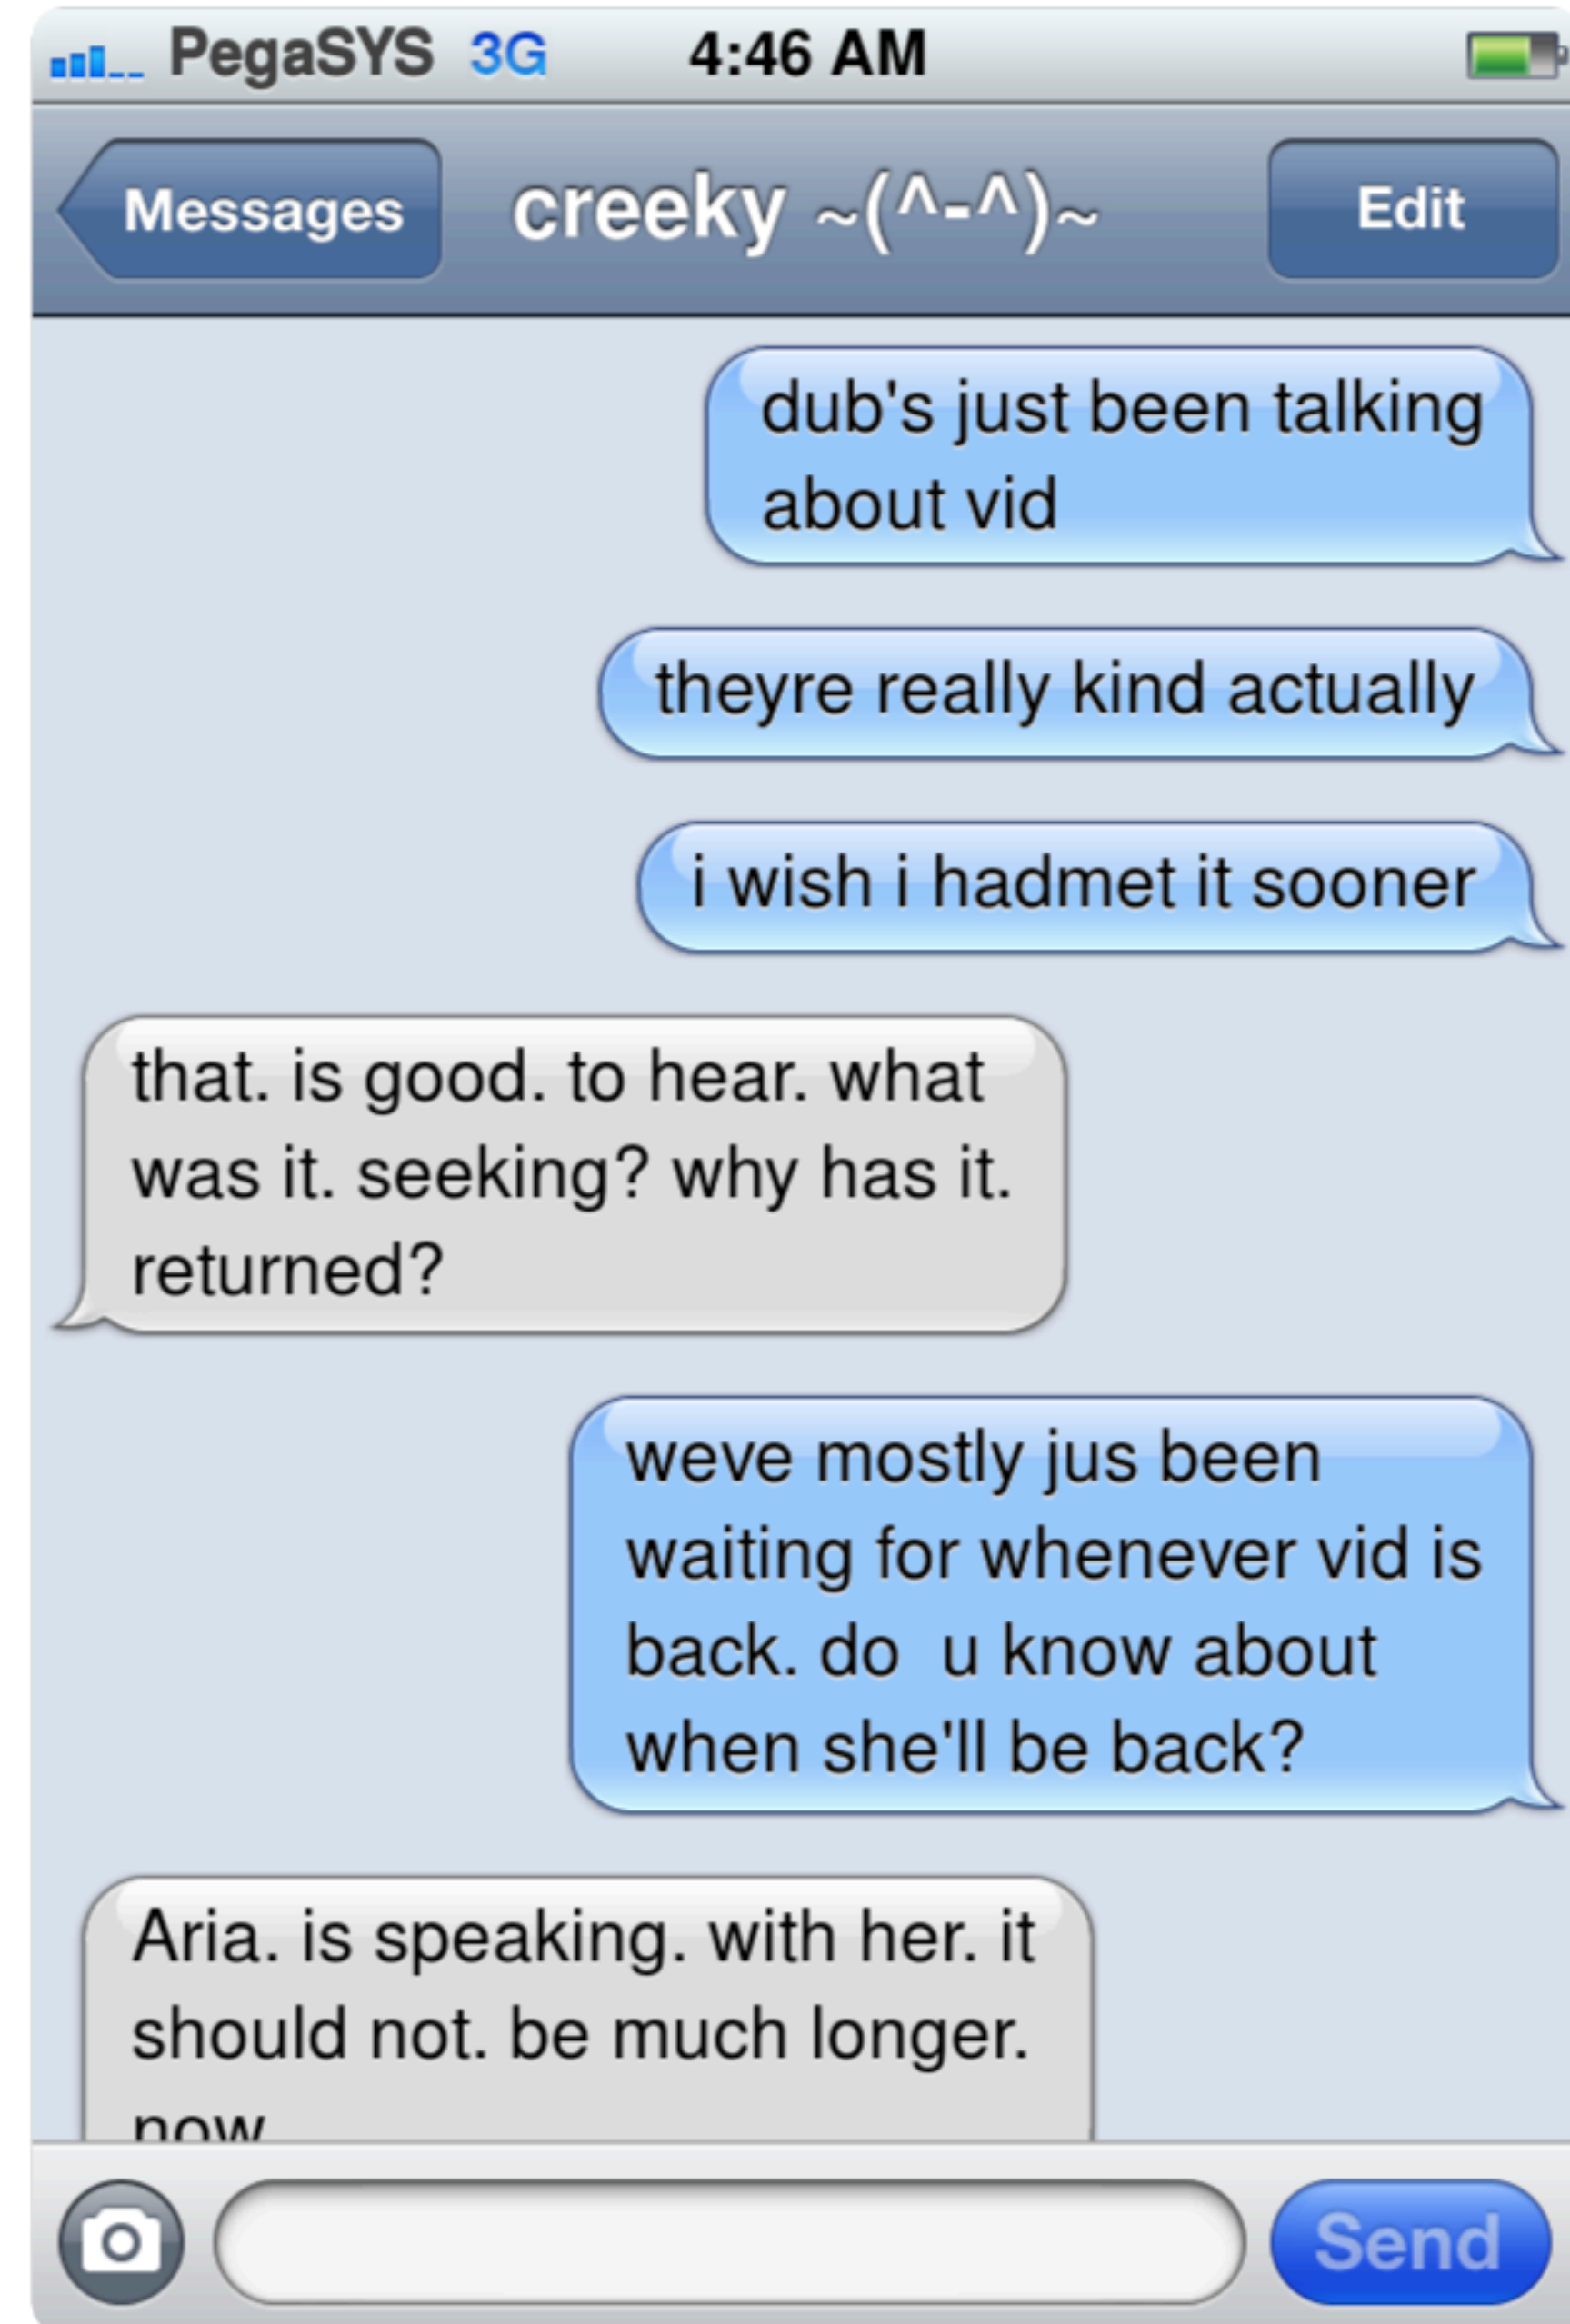 PegaSYS 3G 4:46 AM
Messages creeky ~(^-^)~ Edit
dub's just been talking
about vid
theyre really kind actually
i wish i hadmet it sooner
that. is good. to hear. what
was it. seeking? why has it.
returned?
weve mostly jus been
waiting for whenever vid is
back. do  u know about
when she'll be back?
Aria. is speaking. with her. it
should not. be much longer.
now
Send